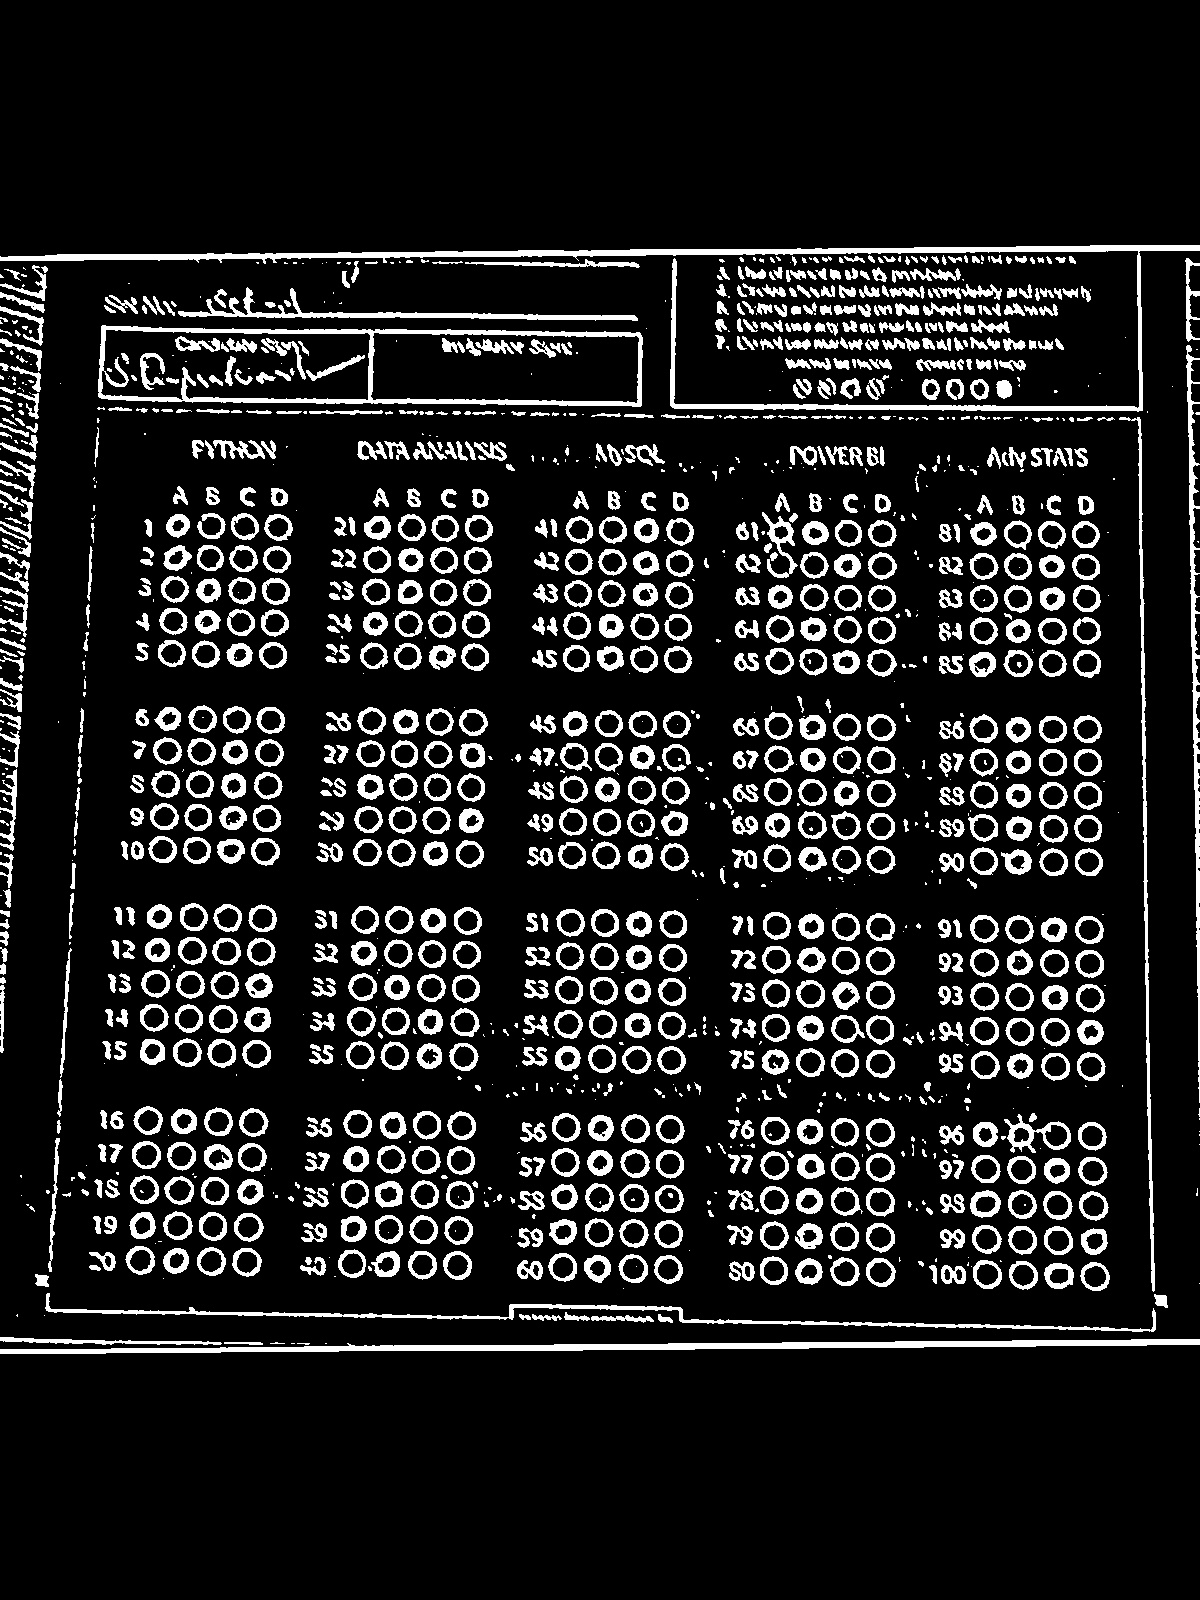 3. Use of pencil is strictly prohibited.
4. Circles should be darkened completely and properly
5. Cutting and erasing on this sheet is not allowed
6. Do not use any stray marks on the sheet
7. Do not use marker or white fluid to hide the mark
WRONG METHOD CORRECT METHOD
Set
Candidate Sign. Invigilator Sign.
PYTHON DATA ANALYSIS MySQL POWER BI Adv STATS
A B C D A B C D A B C D A B C D A B C D
1 21 41 61 81
2 22 42 62 82
3 23 43 63 83
4 24 44 64 84
5 25 45 65 85
6 26 46 66 86
7 27 47 67 87
8 28 48 68 88
9 29 49 69 89
10 30 50 70 90
11 31 51 71 91
12 32 52 72 92
13 33 53 73 93
14 34 54 74 94
15 35 55 75 95
16 36 56 76 96
17 37 57 77 97
18 38 58 78 98
19 39 59 79 99
20 40 60 80 100